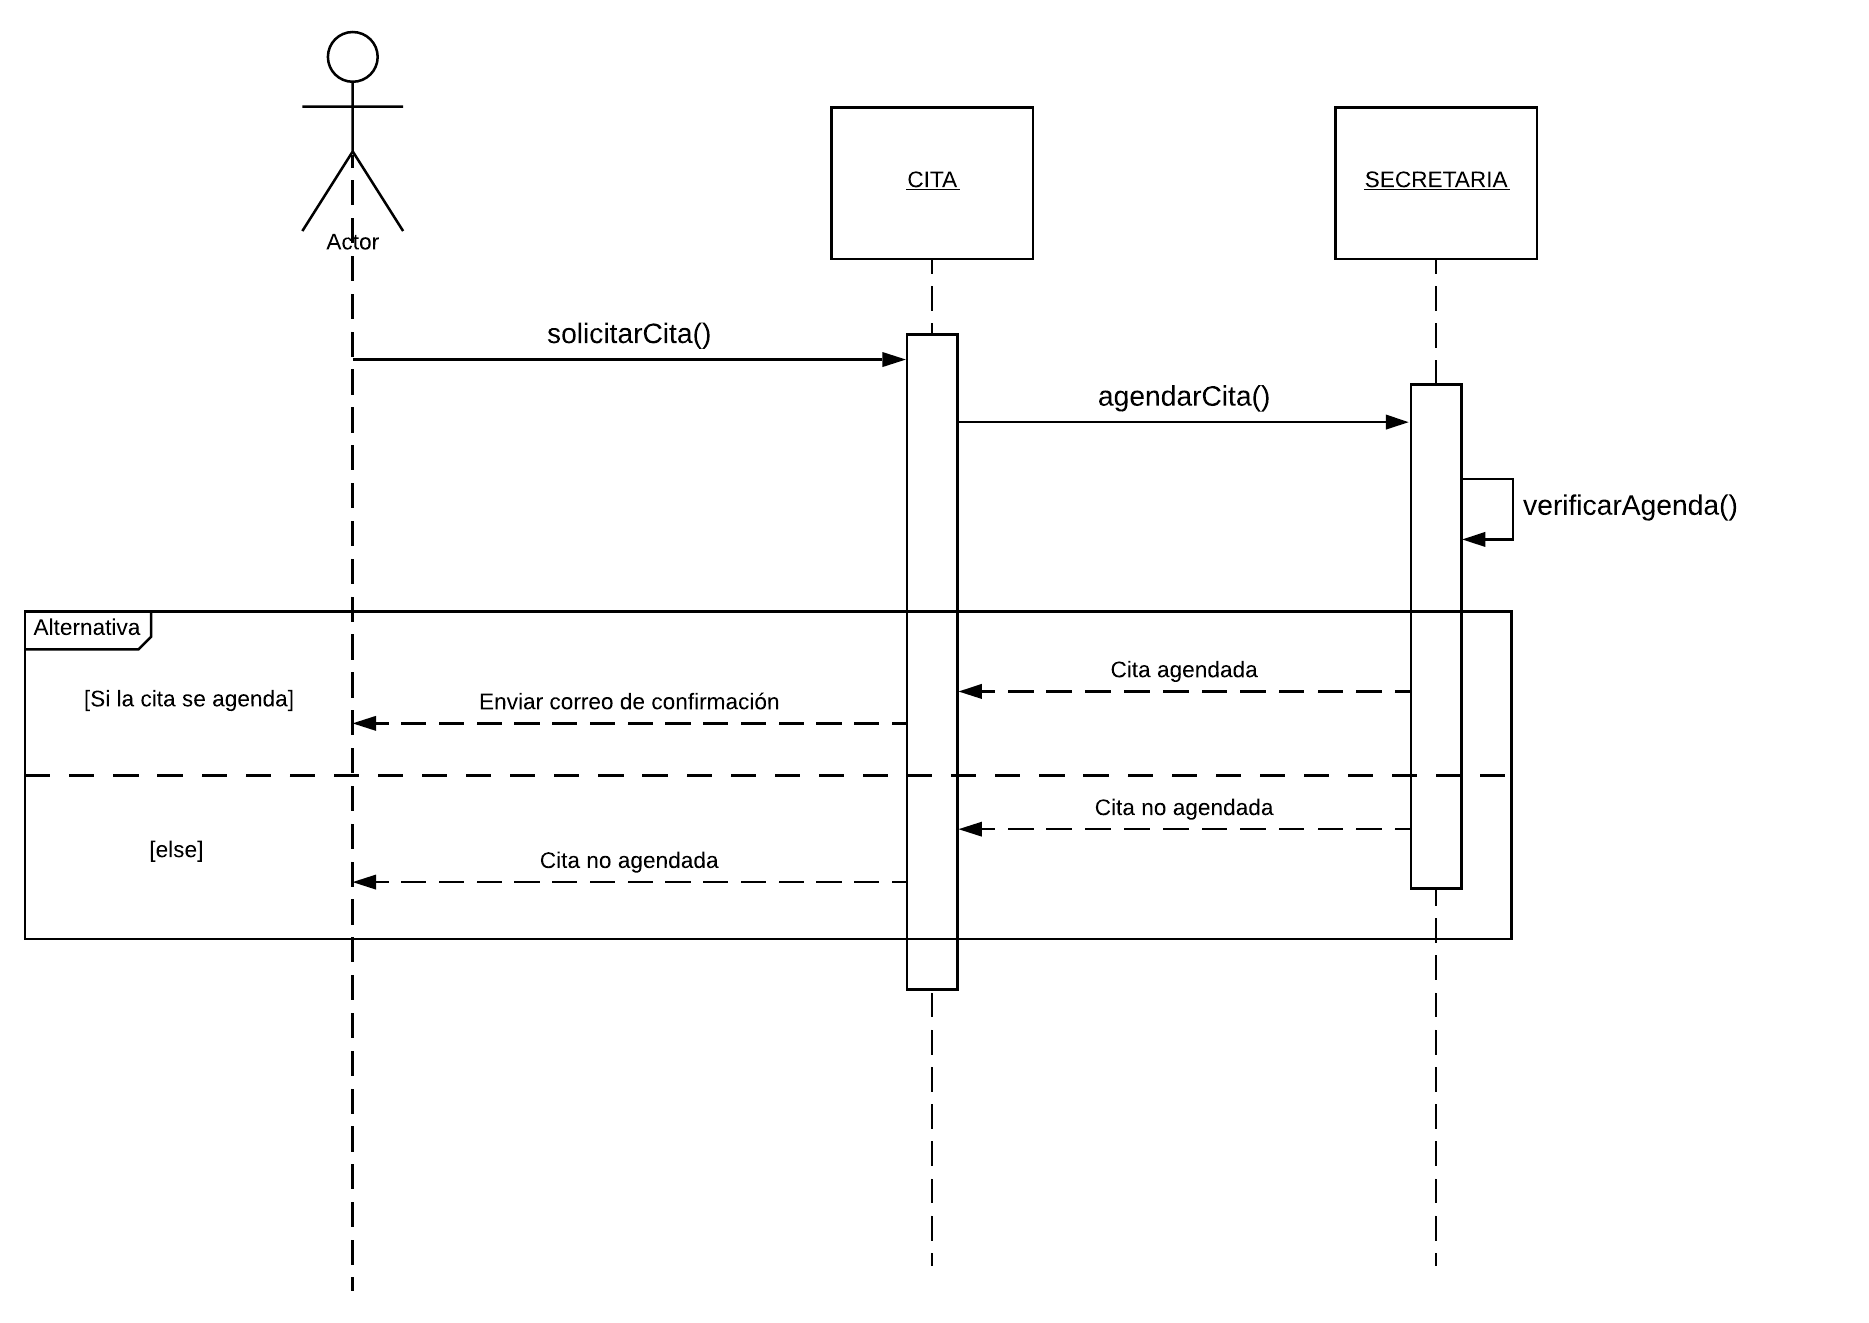 Actor
CITA
SECRETARIA
solicitarCita()
agendarCita()
verificarAgenda()
Alternativa
[Si la cita se agenda]
Cita agendada
Enviar correo de confirmación
[else]
Cita no agendada
Cita no agendada